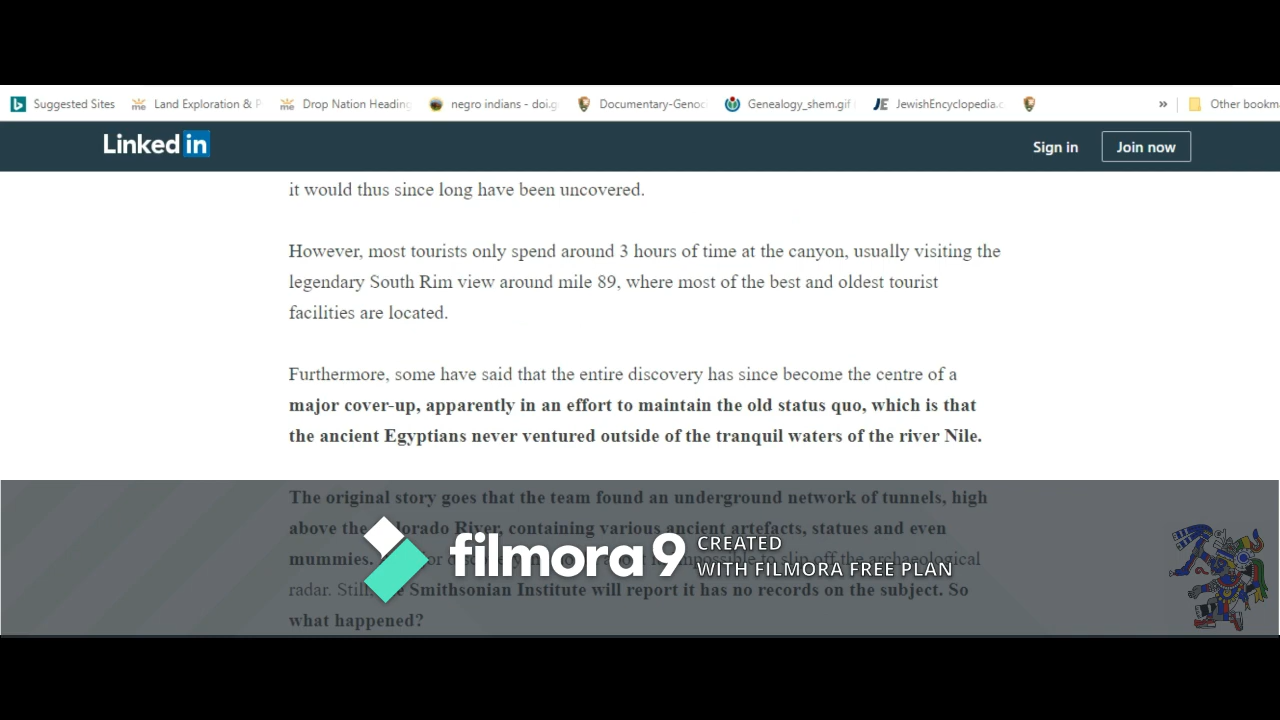 Suggested Sites me Land Exploration & P me Drop Nation Heading negro indians - doi.g Documentary-Genoc Genealogy_shem.gif JE JewishEncyclopedia.c » Other bookm
Linked in Sign in Join now
it would thus since long have been uncovered.
However, most tourists only spend around 3 hours of time at the canyon, usually visiting the
legendary South Rim view around mile 89, where most of the best and oldest tourist
facilities are located.
Furthermore, some have said that the entire discovery has since become the centre of a
major cover-up, apparently in an effort to maintain the old status quo, which is that
the ancient Egyptians never ventured outside of the tranquil waters of the river Nile.
The original story goes that the team found an underground network of tunnels, high
above the Colorado River, containing various ancient artefacts, statues and even
mummies. impossible to slip off the archaeological
radar. Still, Smithsonian Institute will report it has no records on the subject. So
what happened?
filmora 9 CREATED
WITH FILMORA FREE PLAN